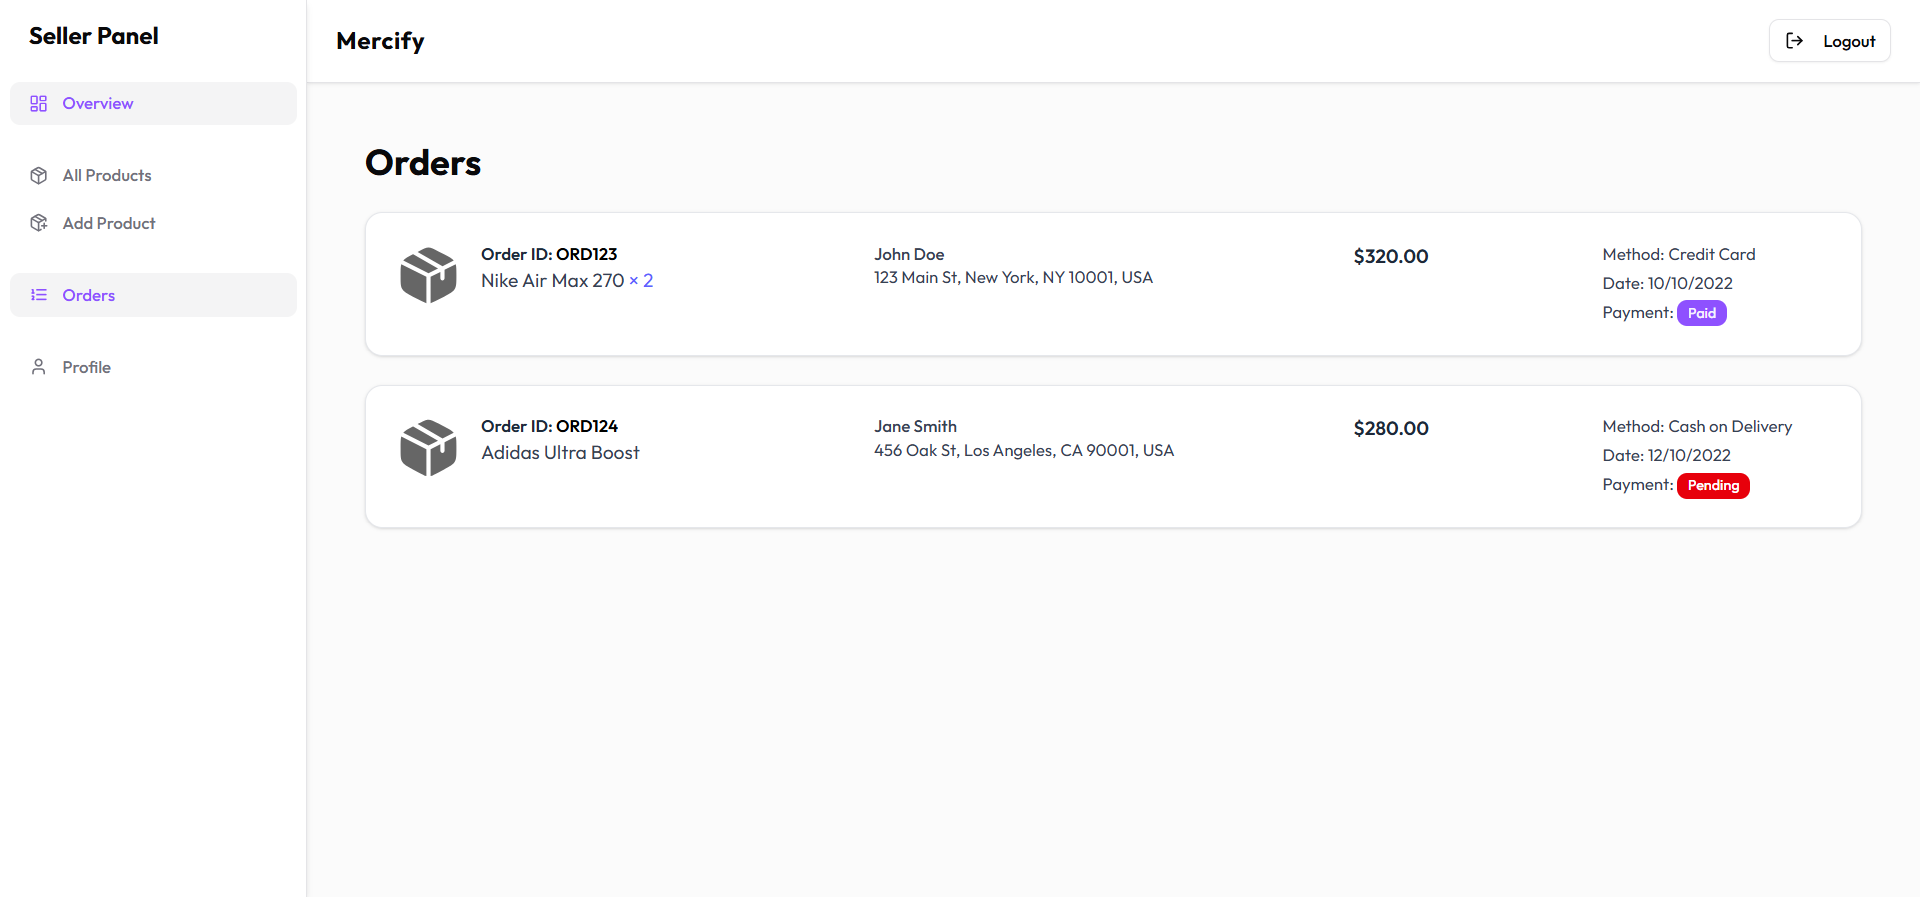 Seller Panel
Overview
All Products
Add Product
Orders
Profile
Mercify
Logout
Orders
Order ID: ORD123
Nike Air Max 270 × 2
John Doe
123 Main St, New York, NY 10001, USA
$320.00
Method: Credit Card
Date: 10/10/2022
Payment: Paid
Order ID: ORD124
Adidas Ultra Boost
Jane Smith
456 Oak St, Los Angeles, CA 90001, USA
$280.00
Method: Cash on Delivery
Date: 12/10/2022
Payment: Pending